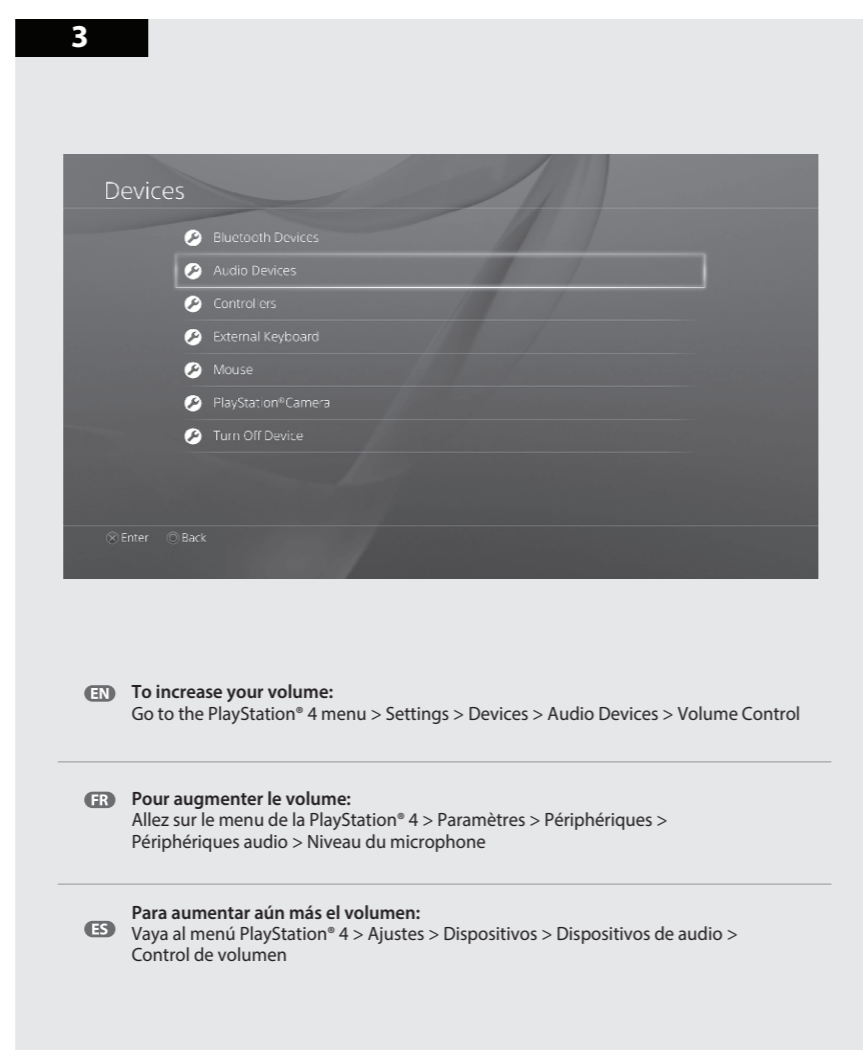 3
Devices
Bluetooth Devices
Audio Devices
Control ers
External Keyboard
Mouse
PlayStation®Camera
Turn Off Device
Enter Back
EN To increase your volume:
Go to the PlayStation® 4 menu > Settings > Devices > Audio Devices > Volume Control
FR Pour augmenter le volume:
Allez sur le menu de la PlayStation® 4 > Paramètres > Périphériques >
Périphériques audio > Niveau du microphone
Para aumentar aún más el volumen:
ES Vaya al menú PlayStation® 4 > Ajustes > Dispositivos > Dispositivos de audio >
Control de volumen